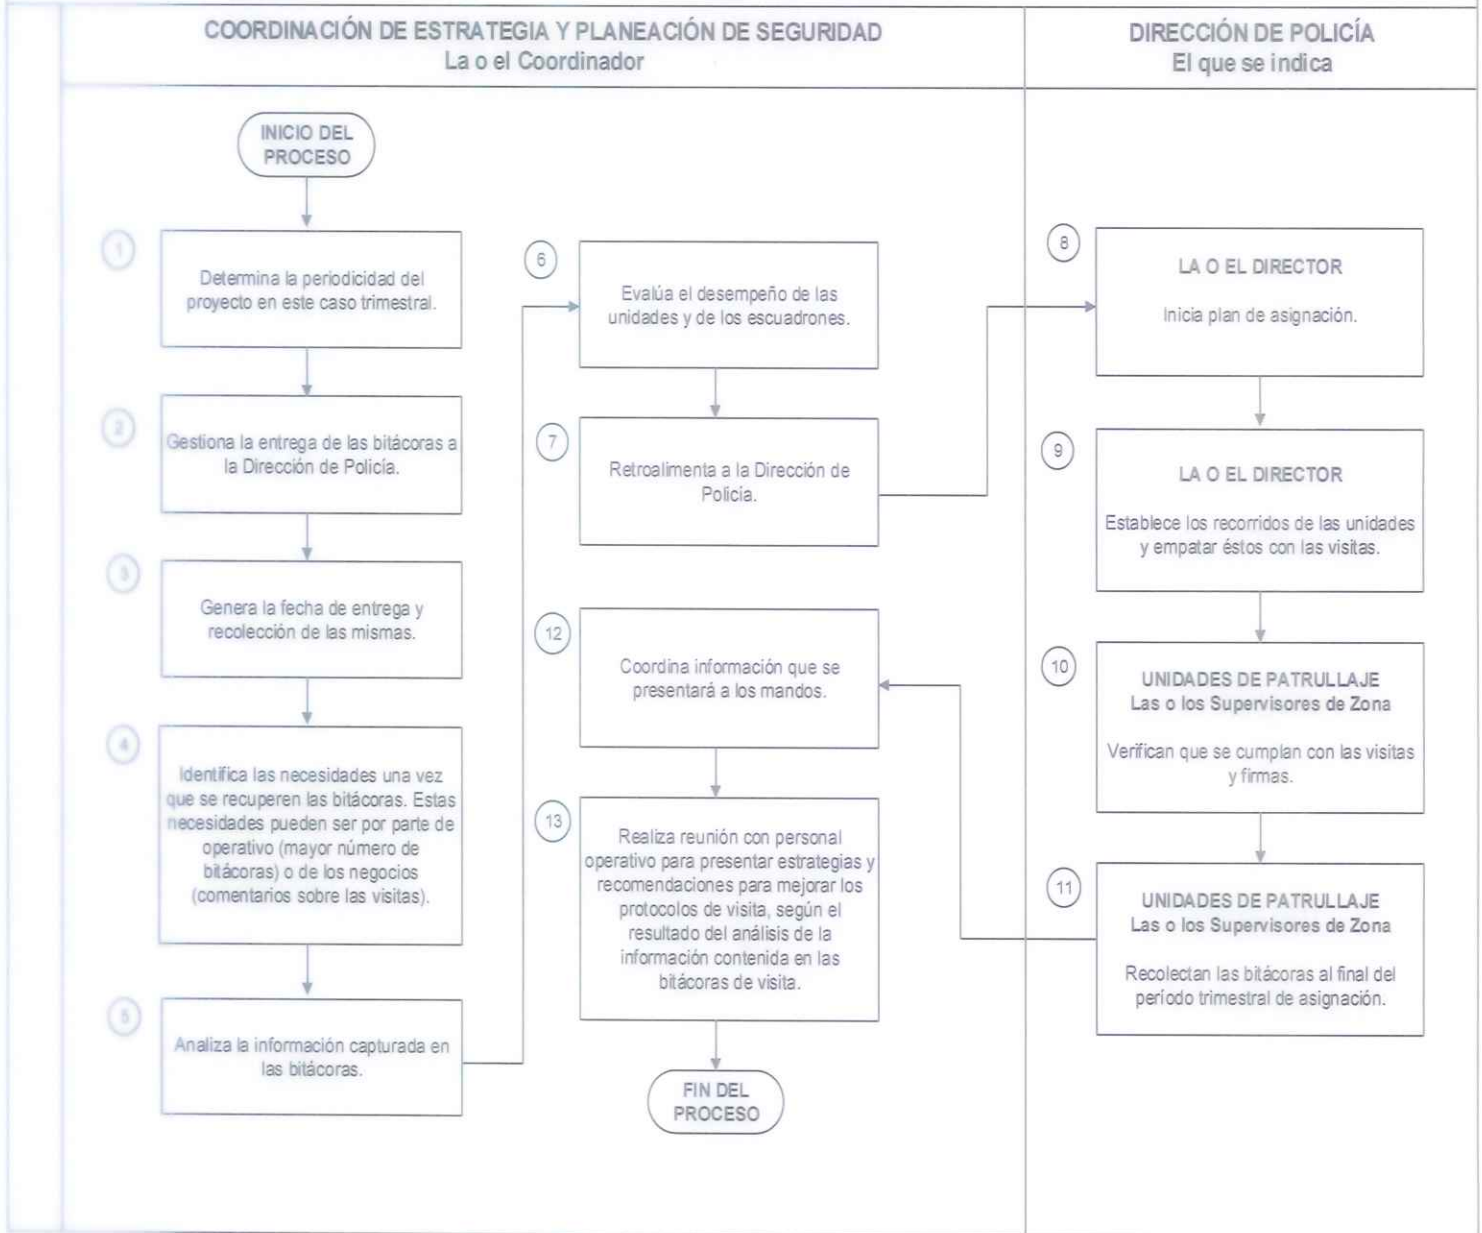 COORDINACIÓN DE ESTRATEGIA Y PLANEACIÓN DE SEGURIDAD
La o el Coordinador
DIRECCIÓN DE POLICÍA
El que se indica
INICIO DEL
PROCESO
1
Determina la periodicidad del
proyecto en este caso trimestral.
2
Gestiona la entrega de las bitácoras a
la Dirección de Policía.
3
Genera la fecha de entrega y
recolección de las mismas.
4
Identifica las necesidades una vez
que se recuperen las bitácoras. Estas
necesidades pueden ser por parte de
operativo (mayor número de
bitácoras) o de los negocios
(comentarios sobre las visitas).
5
Analiza la información capturada en
las bitácoras.
6
Evalúa el desempeño de las
unidades y de los escuadrones.
7
Retroalimenta a la Dirección de
Policía.
8
LA O EL DIRECTOR
Inicia plan de asignación.
9
LA O EL DIRECTOR
Establece los recorridos de las unidades
y empatar éstos con las visitas.
10
UNIDADES DE PATRULLAJE
Las o los Supervisores de Zona
Verifican que se cumplan con las visitas
y firmas.
11
UNIDADES DE PATRULLAJE
Las o los Supervisores de Zona
Recolectan las bitácoras al final del
período trimestral de asignación.
12
Coordina información que se
presentará a los mandos.
13
Realiza reunión con personal
operativo para presentar estrategias y
recomendaciones para mejorar los
protocolos de visita, según el
resultado del análisis de la
información contenida en las
bitácoras de visita.
FIN DEL
PROCESO